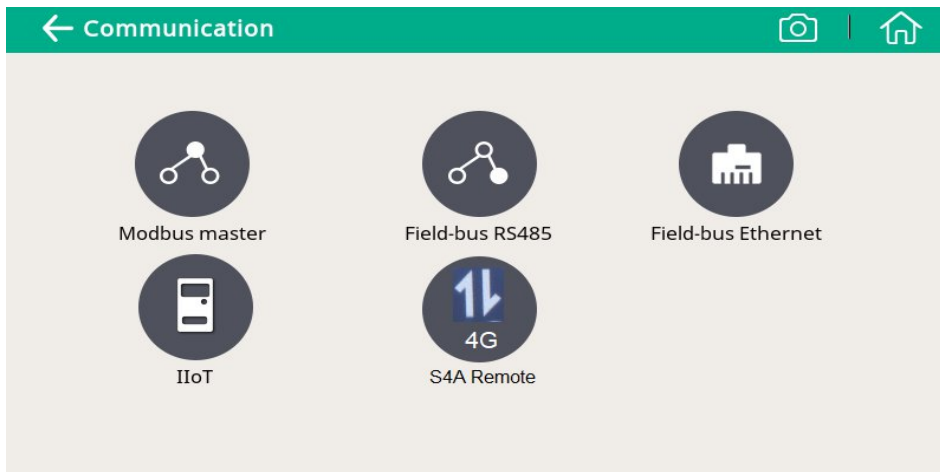 Communication
Modbus master
Field-bus RS485
Field-bus Ethernet
4G
IIoT
S4A Remote